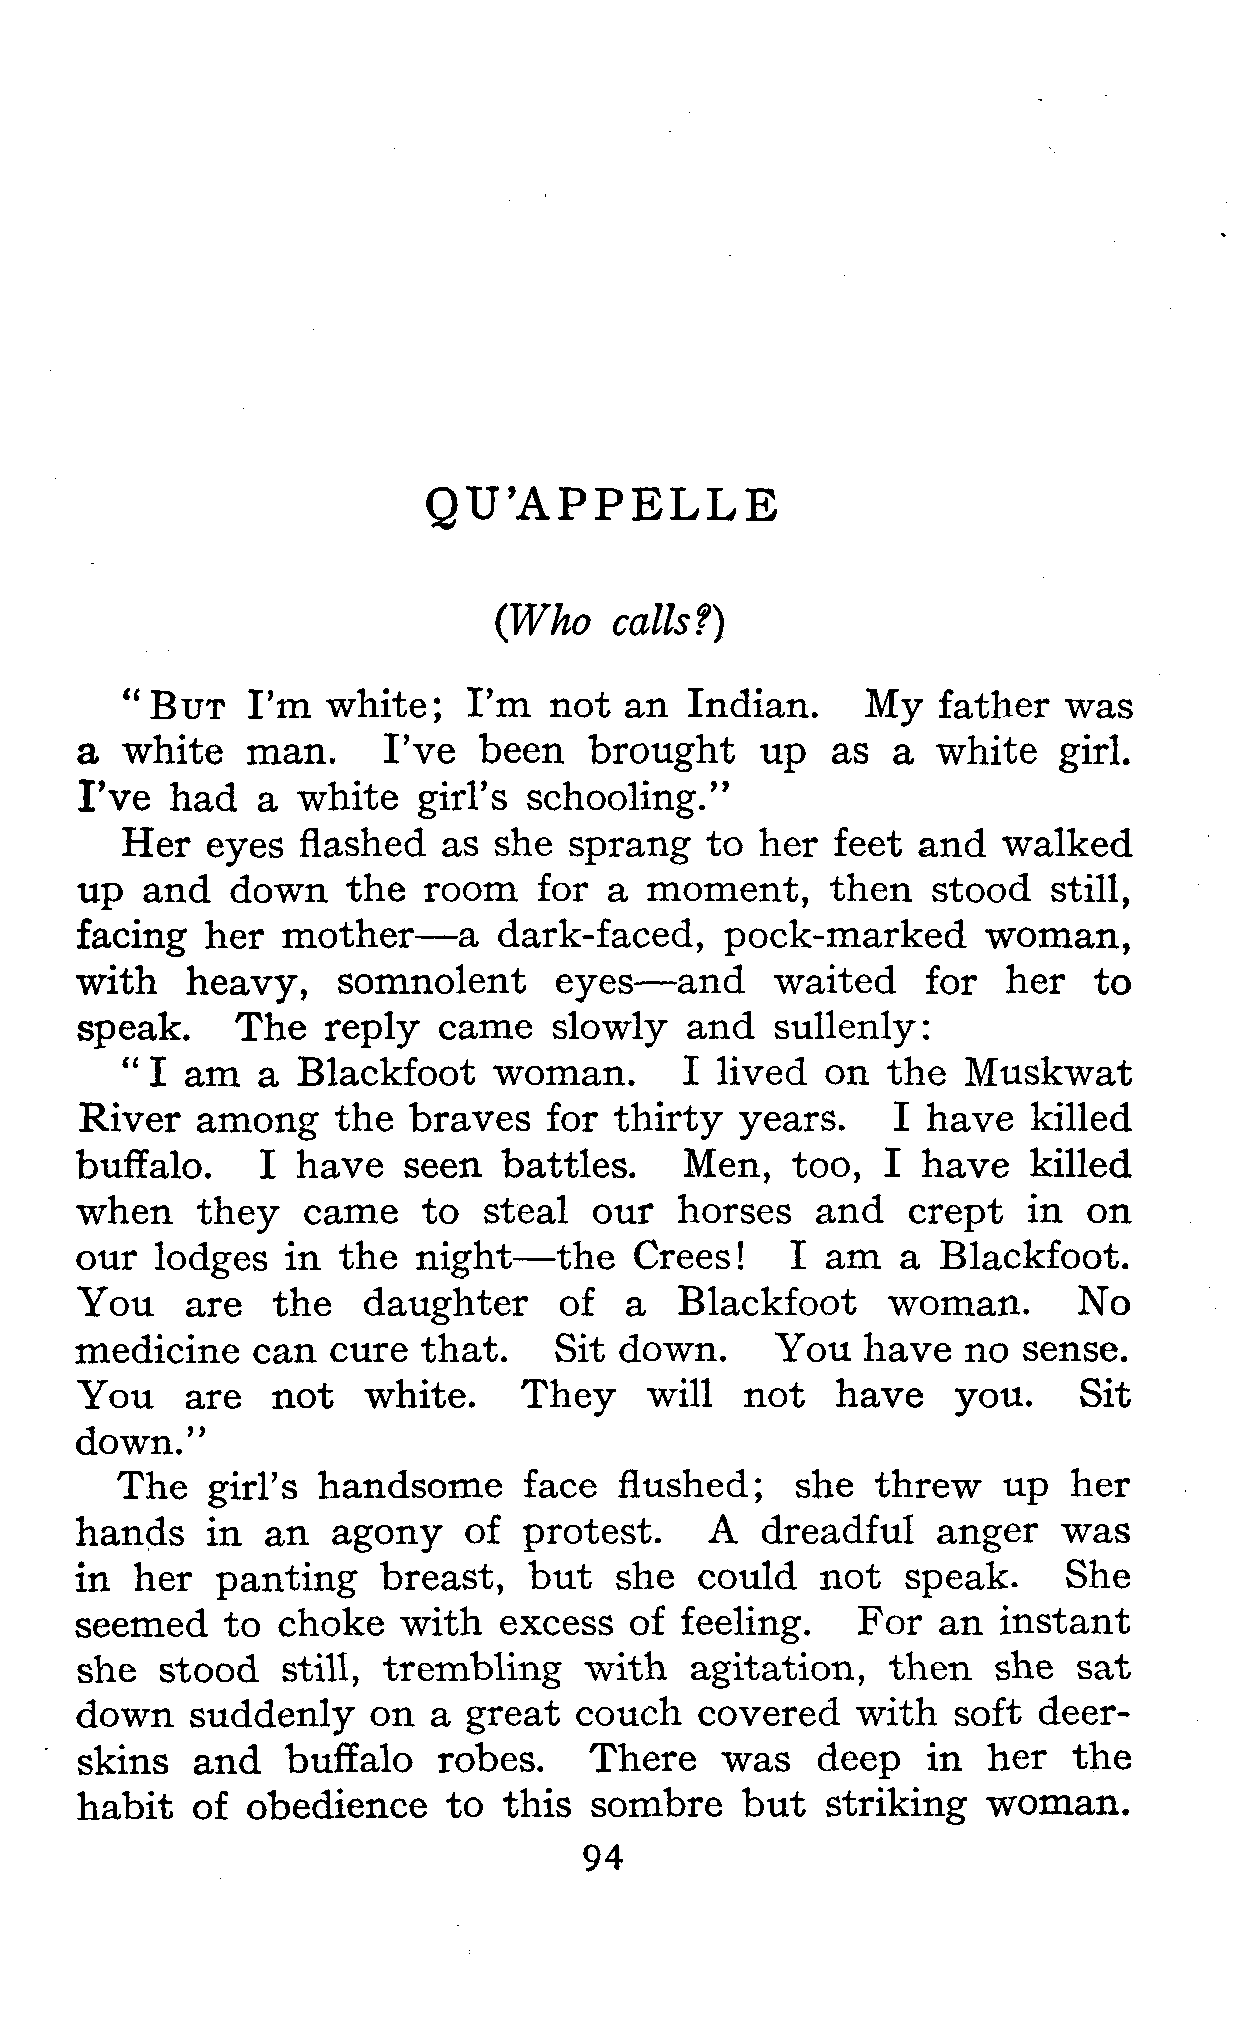 QU'APPELLE
(Who calls?)
"BUT I'm white; I'm not an Indian. My father was
a white man. I've been brought up as a white girl.
I've had a white girl's schooling."
Her eyes flashed as she sprang to her feet and walked
up and down the room for a moment, then stood still,
facing her mother—a dark-faced, pock-marked woman,
with heavy, somnolent eyes—and waited for her to
speak. The reply came slowly and sullenly:
"I am a Blackfoot woman. I lived on the Muskwat
River among the braves for thirty years. I have killed
buffalo. I have seen battles. Men, too, I have killed
when they came to steal our horses and crept in on
our lodges in the night—the Crees! I am a Blackfoot.
You are the daughter of a Blackfoot woman. No
medicine can cure that. Sit down. You have no sense.
You are not white. They will not have you. Sit
down."
The girl's handsome face flushed; she threw up her
hands in an agony of protest. A dreadful anger was
in her panting breast, but she could not speak. She
seemed to choke with excess of feeling. For an instant
she stood still, trembling with agitation, then she sat
down suddenly on a great couch covered with soft deer-
skins and buffalo robes. There was deep in her the
habit of obedience to this sombre but striking woman.
94